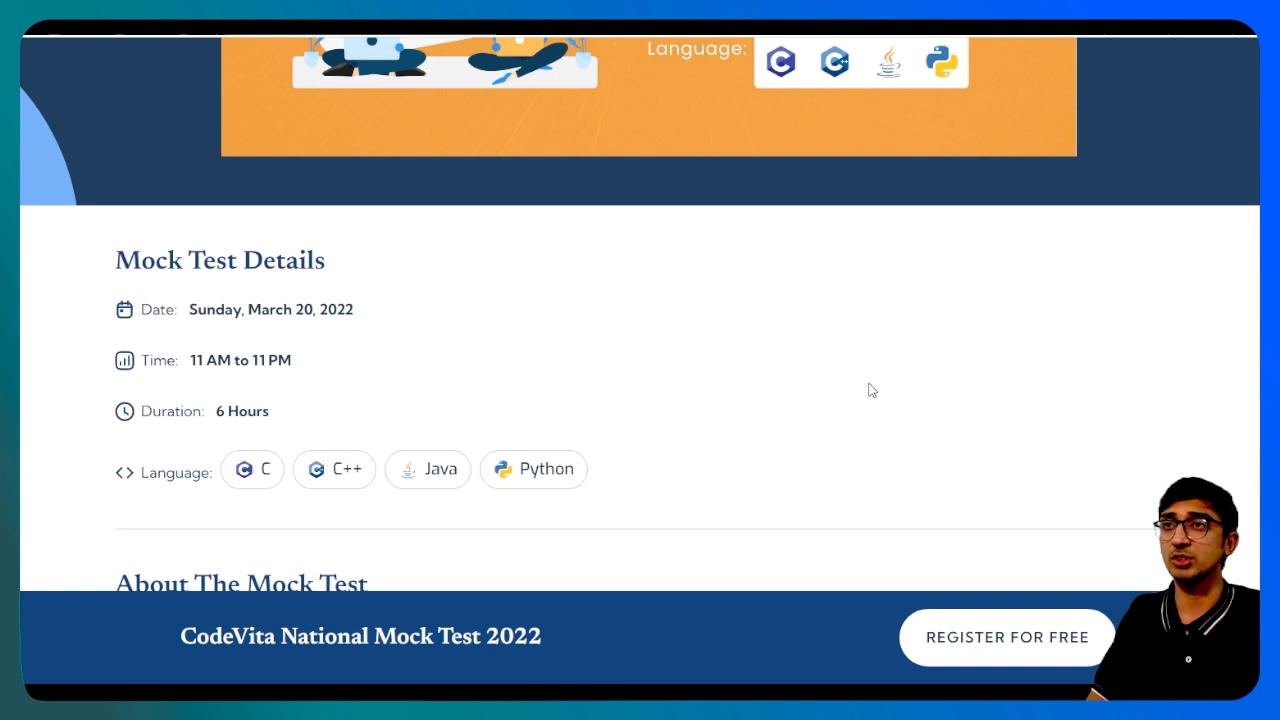 Language:
Mock Test Details
Date: Sunday, March 20, 2022
Time: 11 AM to 11 PM
Duration: 6 Hours
Language: C C++ Java Python
About The Mock Test
CodeVita National Mock Test 2022
REGISTER FOR FREE